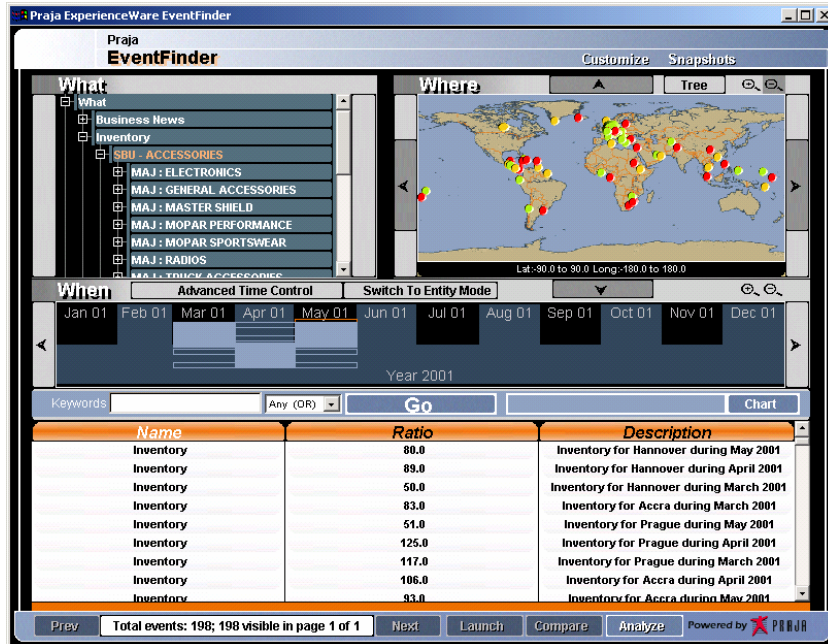 Praja ExperienceWare EventFinder
Praja
EventFinder
Customize Snapshots
What
What
Business News
Inventory
SBU - ACCESSORIES
MAJ : ELECTRONICS
MAJ : GENERAL ACCESSORIES
MAJ : MASTER SHIELD
MAJ : MOPAR PERFORMANCE
MAJ : MOPAR SPORTSWEAR
MAJ : RADIOS
MAJ : TRUCK ACCESSORIES
Where Tree
Lat:-90.0 to 90.0 Long:-180.0 to 180.0
When Advanced Time Control Switch To Entity Mode
Jan 01 Feb 01 Mar 01 Apr 01 May 01 Jun 01 Jul 01 Aug 01 Sep 01 Oct 01 Nov 01 Dec 01
Year 2001
Keywords Any (OR) Go Chart
Name Ratio Description
Inventory 80.0 Inventory for Hannover during May 2001
Inventory 89.0 Inventory for Hannover during April 2001
Inventory 50.0 Inventory for Hannover during March 2001
Inventory 83.0 Inventory for Accra during March 2001
Inventory 51.0 Inventory for Prague during May 2001
Inventory 125.0 Inventory for Prague during April 2001
Inventory 117.0 Inventory for Prague during March 2001
Inventory 106.0 Inventory for Accra during April 2001
Inventory 93.0 Inventory for Accra during May 2001
Prev Total events: 198; 198 visible in page 1 of 1 Next Launch Compare Analyze Powered by PRAJA